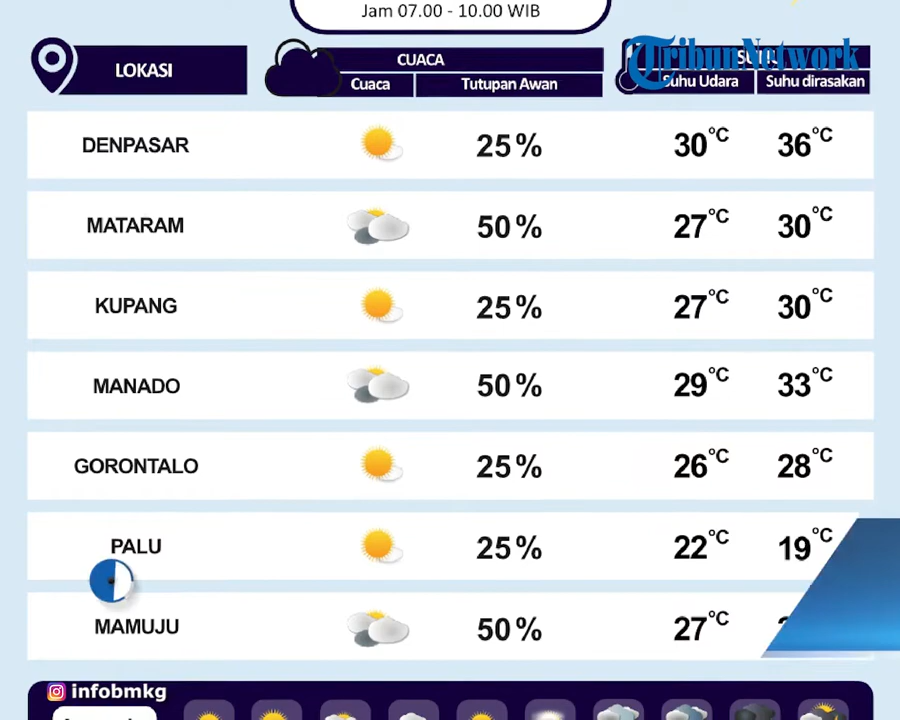 Jam 07.00 - 10.00 WIB
LOKASI
CUACA
Cuaca
Tutupan Awan
TribunNetwork
SUHU
Suhu Udara
Suhu dirasakan
DENPASAR 25% 30°C 36°C
MATARAM 50% 27°C 30°C
KUPANG 25% 27°C 30°C
MANADO 50% 29°C 33°C
GORONTALO 25% 26°C 28°C
PALU 25% 22°C 19°C
MAMUJU 50% 27°C
infobmkg